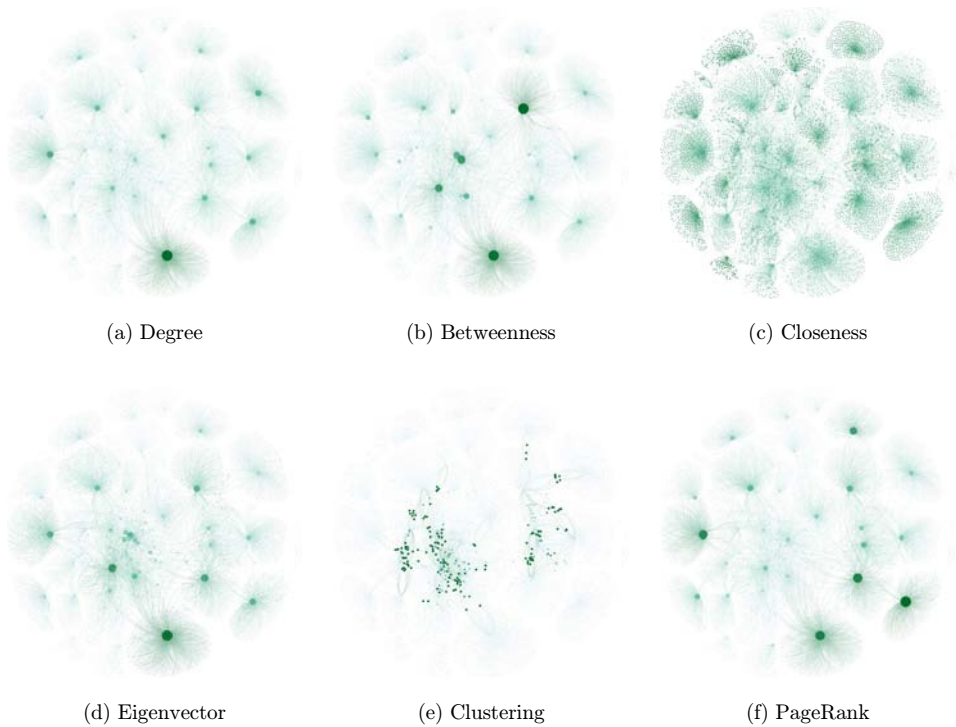 (a) Degree
(b) Betweenness
(c) Closeness
(d) Eigenvector
(e) Clustering
(f) PageRank